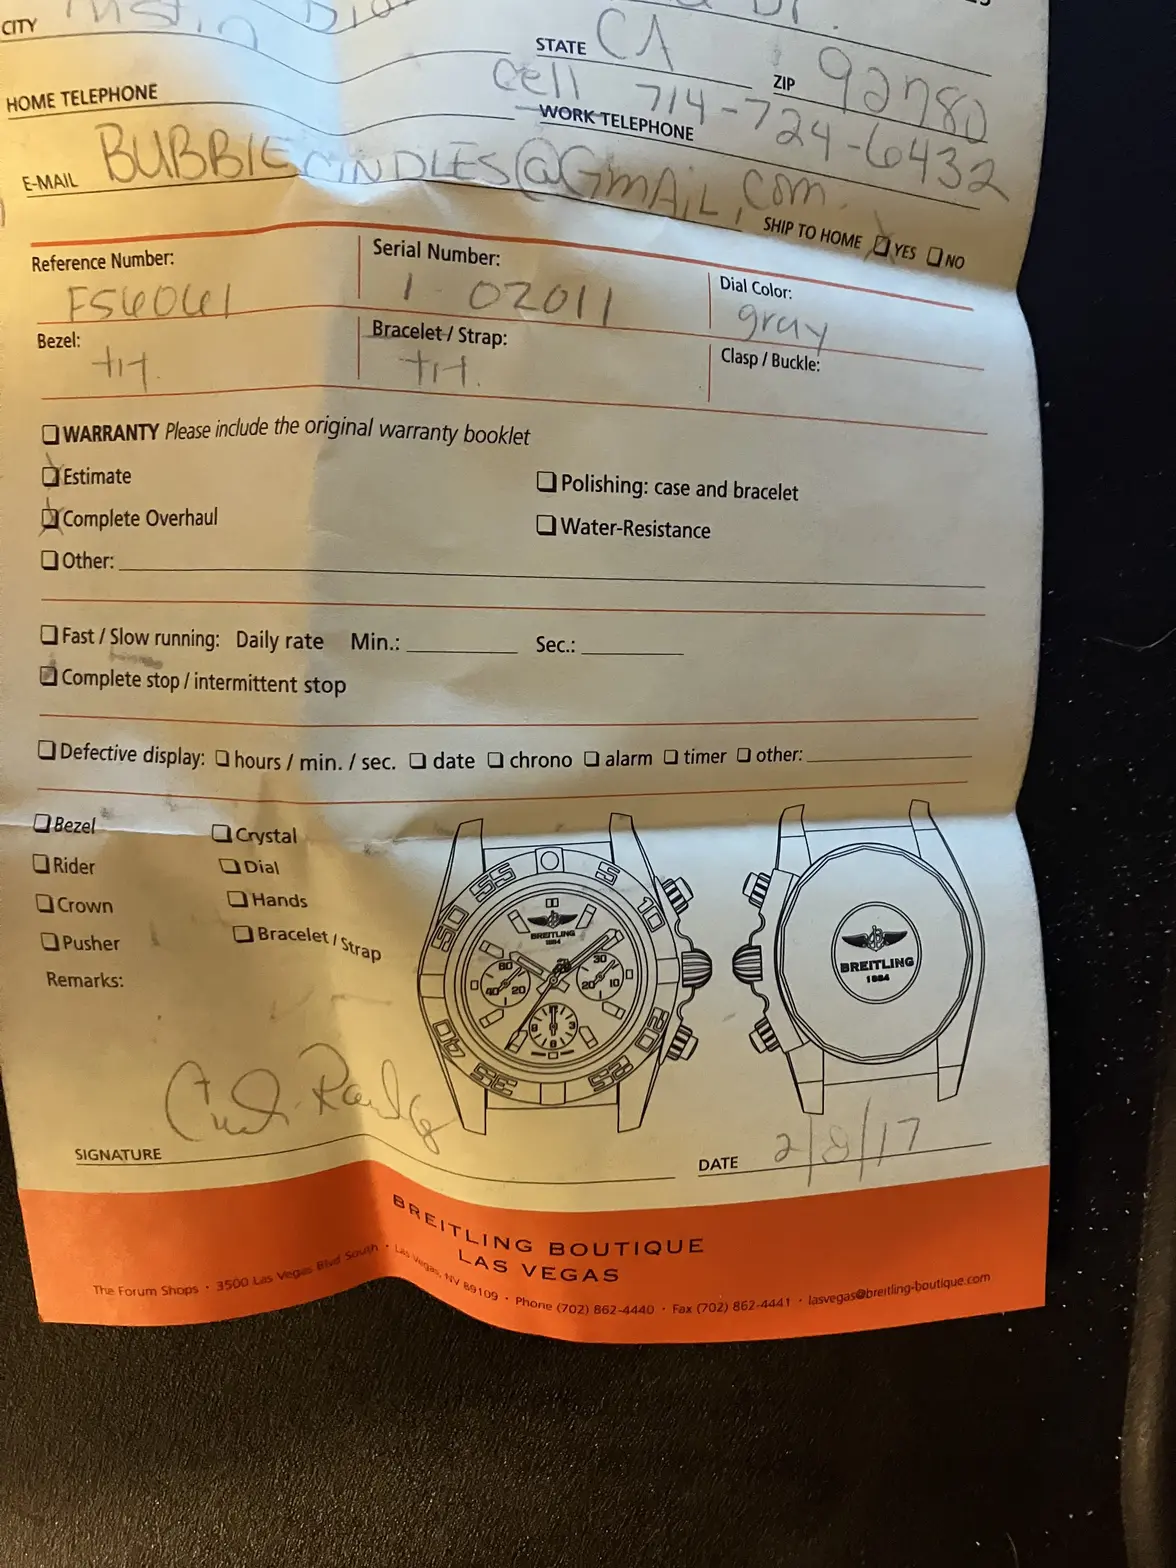 CITY
STATE CA
ZIP 92780
HOME TELEPHONE
cell 714-724-6432
WORK TELEPHONE
E-MAIL BUBBIECINDLES@GmAiL.com
SHIP TO HOME ❑ YES ❑ NO
Reference Number: Serial Number: Dial Color:
FS6061 1 02011 gray
Bezel: Bracelet / Strap: Clasp / Buckle:
tit. tit.
❑ WARRANTY Please include the original warranty booklet
❑ Estimate ❑ Polishing: case and bracelet
❑ Complete Overhaul ❑ Water-Resistance
❑ Other:
❑ Fast / Slow running: Daily rate Min.: Sec.:
❑ Complete stop / intermittent stop
❑ Defective display: ❑ hours / min. / sec. ❑ date ❑ chrono ❑ alarm ❑ timer ❑ other:
❑ Bezel ❑ Crystal
❑ Rider ❑ Dial
❑ Crown ❑ Hands
❑ Pusher ❑ Bracelet / Strap
Remarks:
BREITLING
1884
BREITLING
1884
SIGNATURE
DATE 2/8/17
BREITLING BOUTIQUE
LAS VEGAS
The Forum Shops · 3500 Las Vegas Blvd South · Las Vegas, NV 89109 · Phone (702) 862-4440 · Fax (702) 862-4441 · lasvegas@breitling-boutique.com